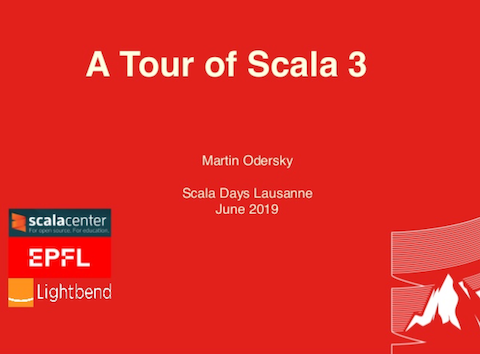 A Tour of Scala 3
Martin Odersky
Scala Days Lausanne
June 2019
scalacenter
For open source. For education.
EPFL
Lightbend